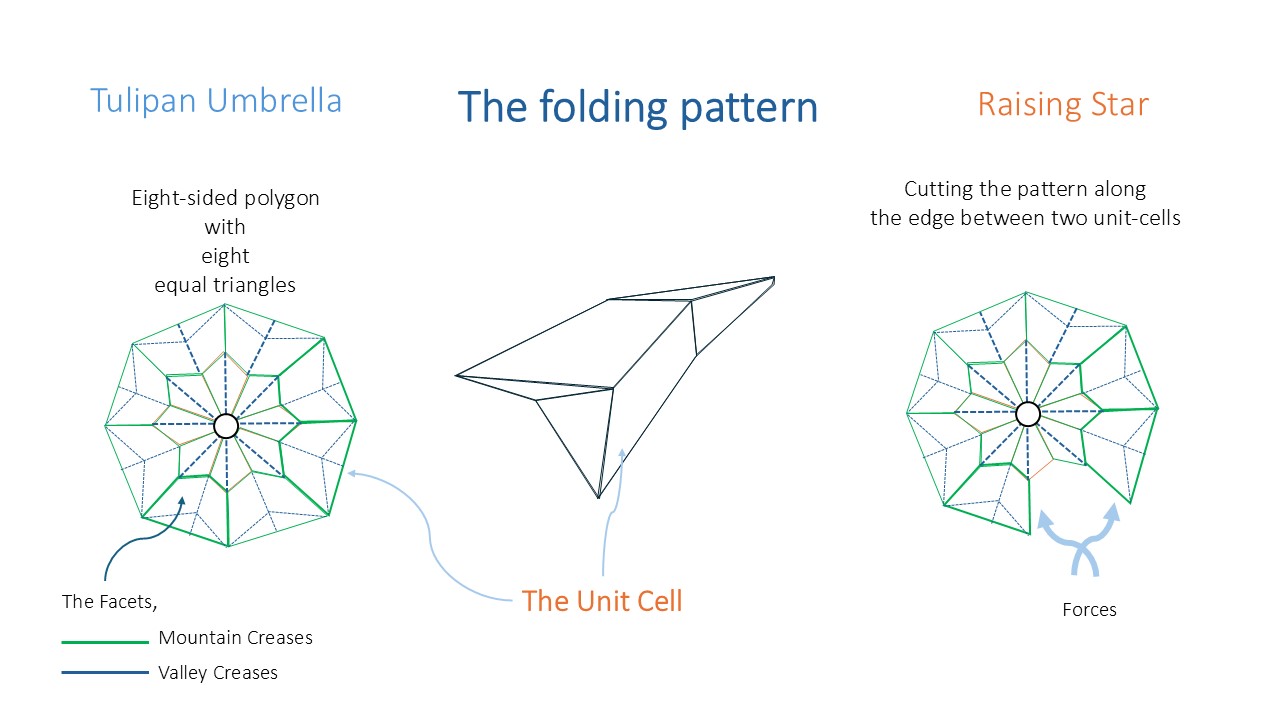 Tulipan Umbrella
The folding pattern
Raising Star
Eight-sided polygon
with
eight
equal triangles
Cutting the pattern along
the edge between two unit-cells
The Unit Cell
The Facets,
Mountain Creases
Valley Creases
Forces